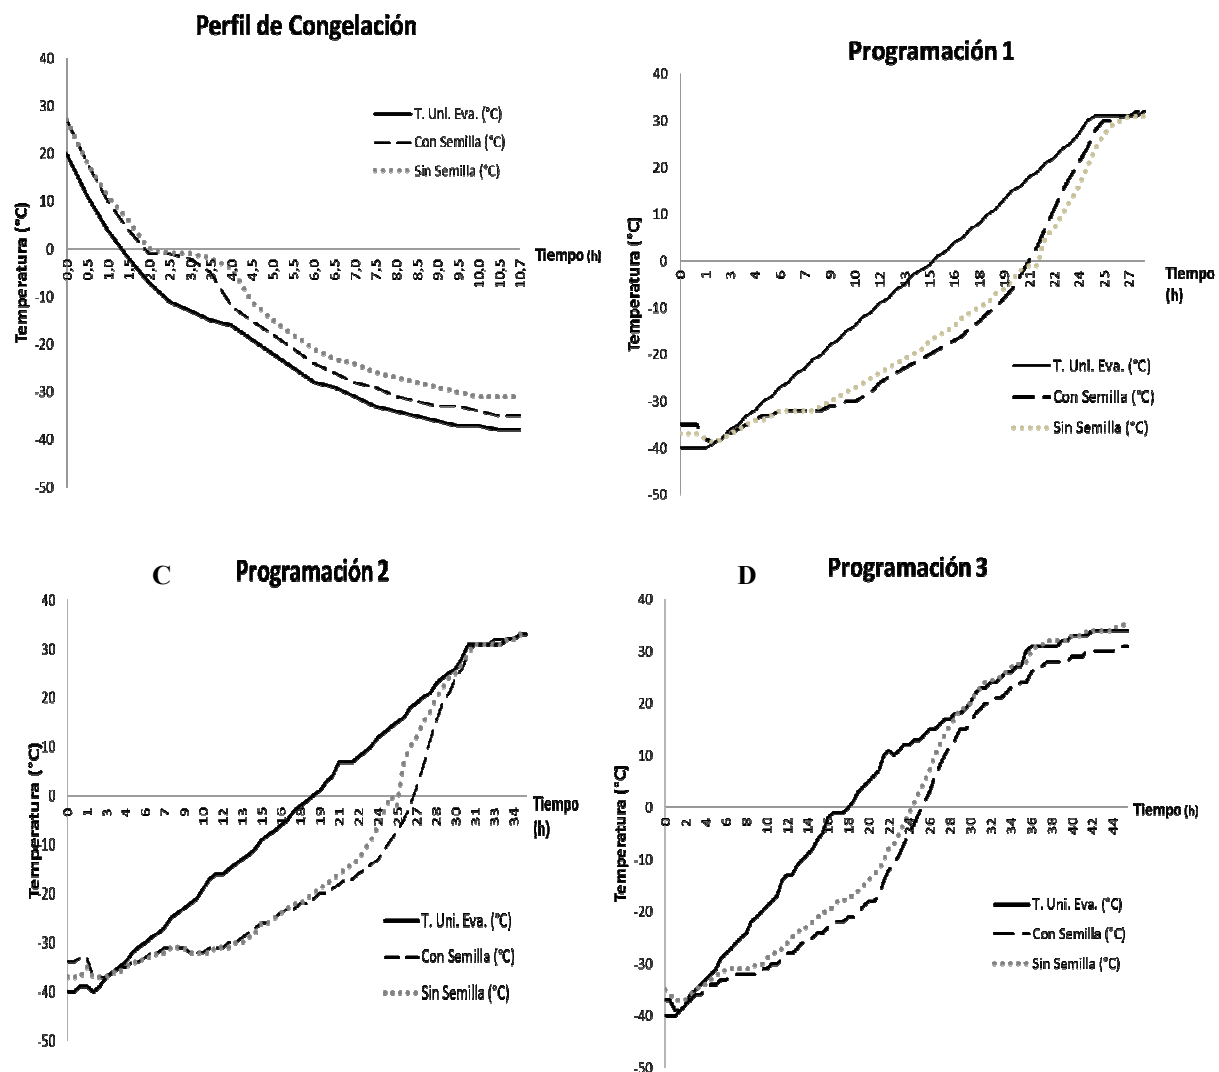 Perfil de Congelación
40
30
20
10
0
-10
-20
-30
-40
-50
Temperatura (°C)
T. Uni. Eva. (°C)
Con Semilla (°C)
Sin Semilla (°C)
0,0 0,5 1,0 1,5 2,0 2,5 3,0 3,5 4,0 4,5 5,0 5,5 6,0 6,5 7,0 7,5 8,0 8,5 9,0 9,5 10,0 10,5 10,7
Tiempo (h)
Programación 1
40
30
20
10
0
-10
-20
-30
-40
-50
Temperatura (°C)
0 1 3 4 6 7 9 10 12 13 15 16 18 19 21 22 24 25 27
Tiempo
(h)
T. Uni. Eva. (°C)
Con Semilla (°C)
Sin Semilla (°C)
C
Programación 2
40
30
20
10
0
-10
-20
-30
-40
-50
Temperatura (°C)
0 1 3 4 6 7 9 10 12 13 15 16 18 19 21 22 24 25 27 28 30 31 33 34
Tiempo
(h)
T. Uni. Eva. (°C)
Con Semilla (°C)
Sin Semilla (°C)
D
Programación 3
40
30
20
10
0
-10
-20
-30
-40
-50
Temperatura (°C)
0 2 4 6 8 10 12 14 16 18 20 22 24 26 28 30 32 34 36 38 40 42 44
Tiempo (h)
T. Uni. Eva. (°C)
Con Semilla (°C)
Sin Semilla (°C)